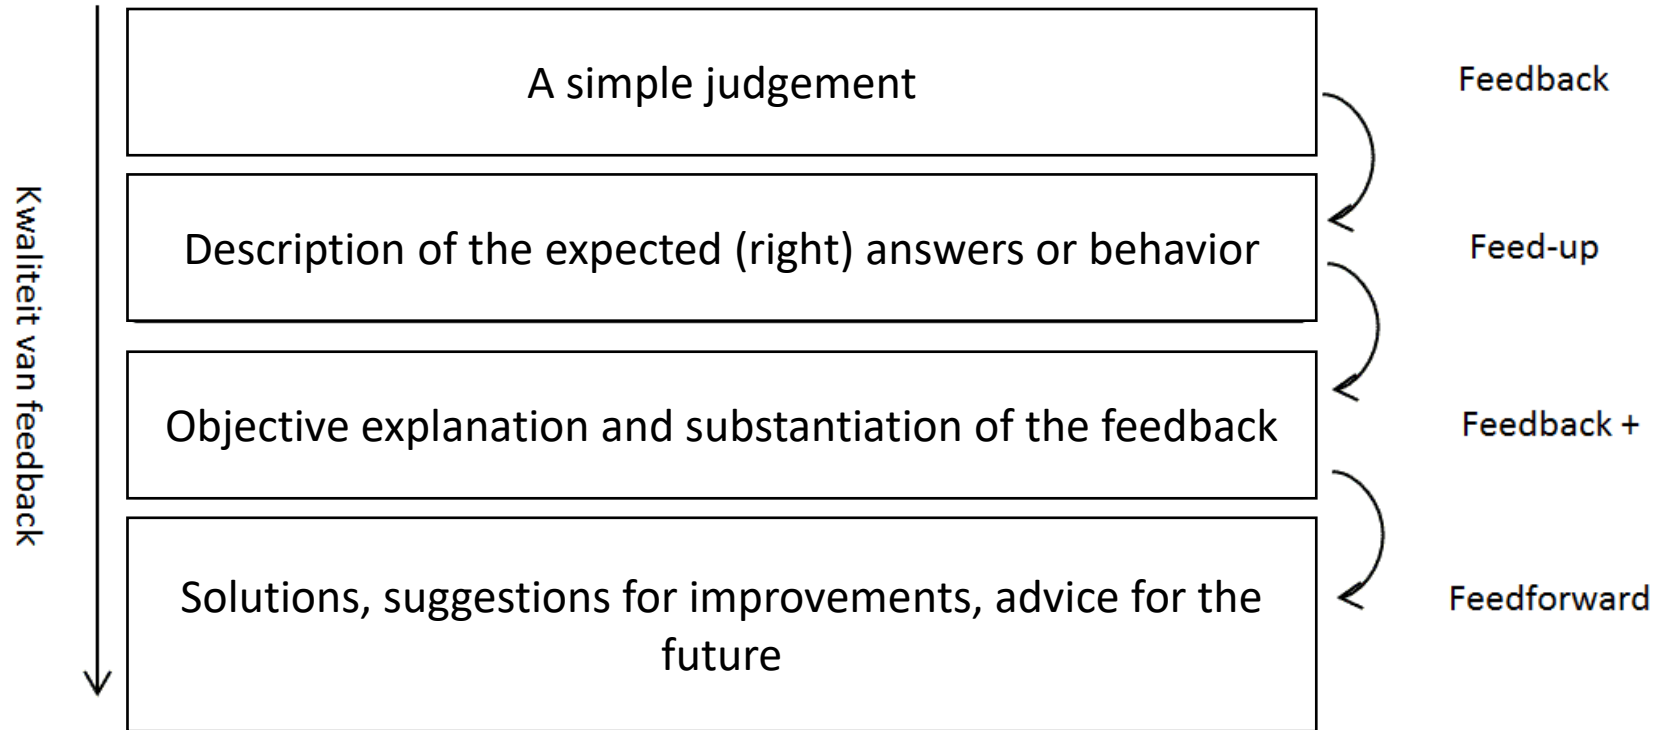 Kwaliteit van feedback
A simple judgement
Feedback
Description of the expected (right) answers or behavior
Feed-up
Objective explanation and substantiation of the feedback
Feedback +
Solutions, suggestions for improvements, advice for the
future
Feedforward